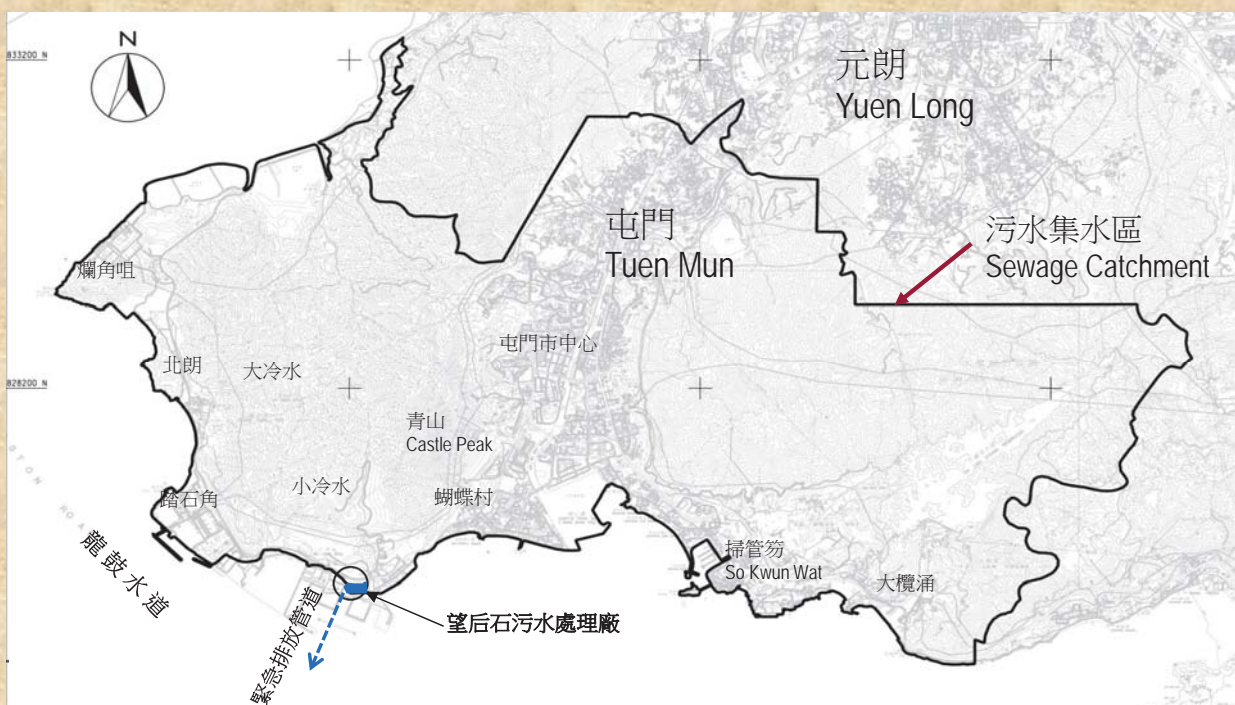 N
833200 N
元朗
Yuen Long
屯門
Tuen Mun
污水集水區
Sewage Catchment
爛角咀
屯門市中心
北朗
大冷水
828200 N
青山
Castle Peak
小冷水
蝴蝶村
踏石角
掃管笏
So Kwun Wat
大欖涌
龍鼓水道
緊急排放管道
望后石污水處理廠